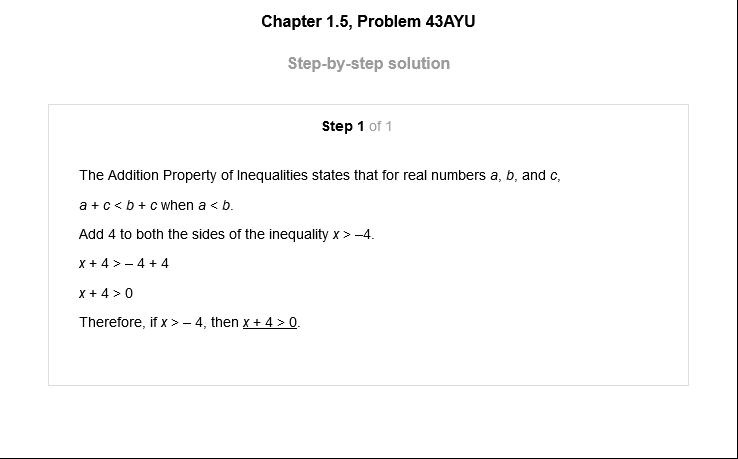 Chapter 1.5, Problem 43AYU
Step-by-step solution
Step 1 of 1
The Addition Property of Inequalities states that for real numbers a, b, and c,
a + c < b + c when a < b.
Add 4 to both the sides of the inequality x > –4.
x + 4 > – 4 + 4
x + 4 > 0
Therefore, if x > – 4, then x + 4 > 0.